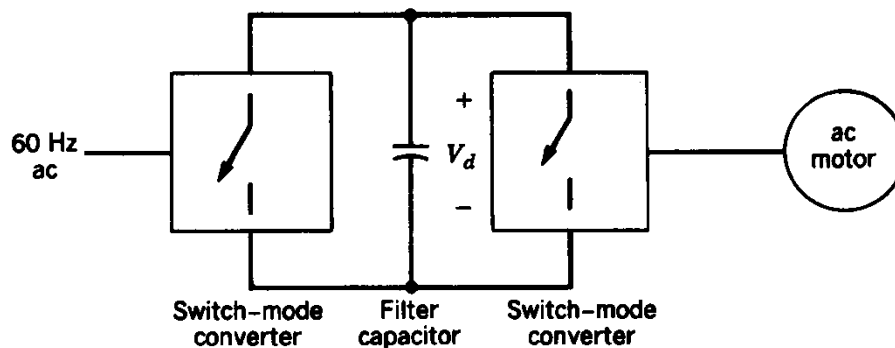 60 Hz
ac
+
V_d
−
ac
motor
Switch-mode
converter
Filter
capacitor
Switch-mode
converter